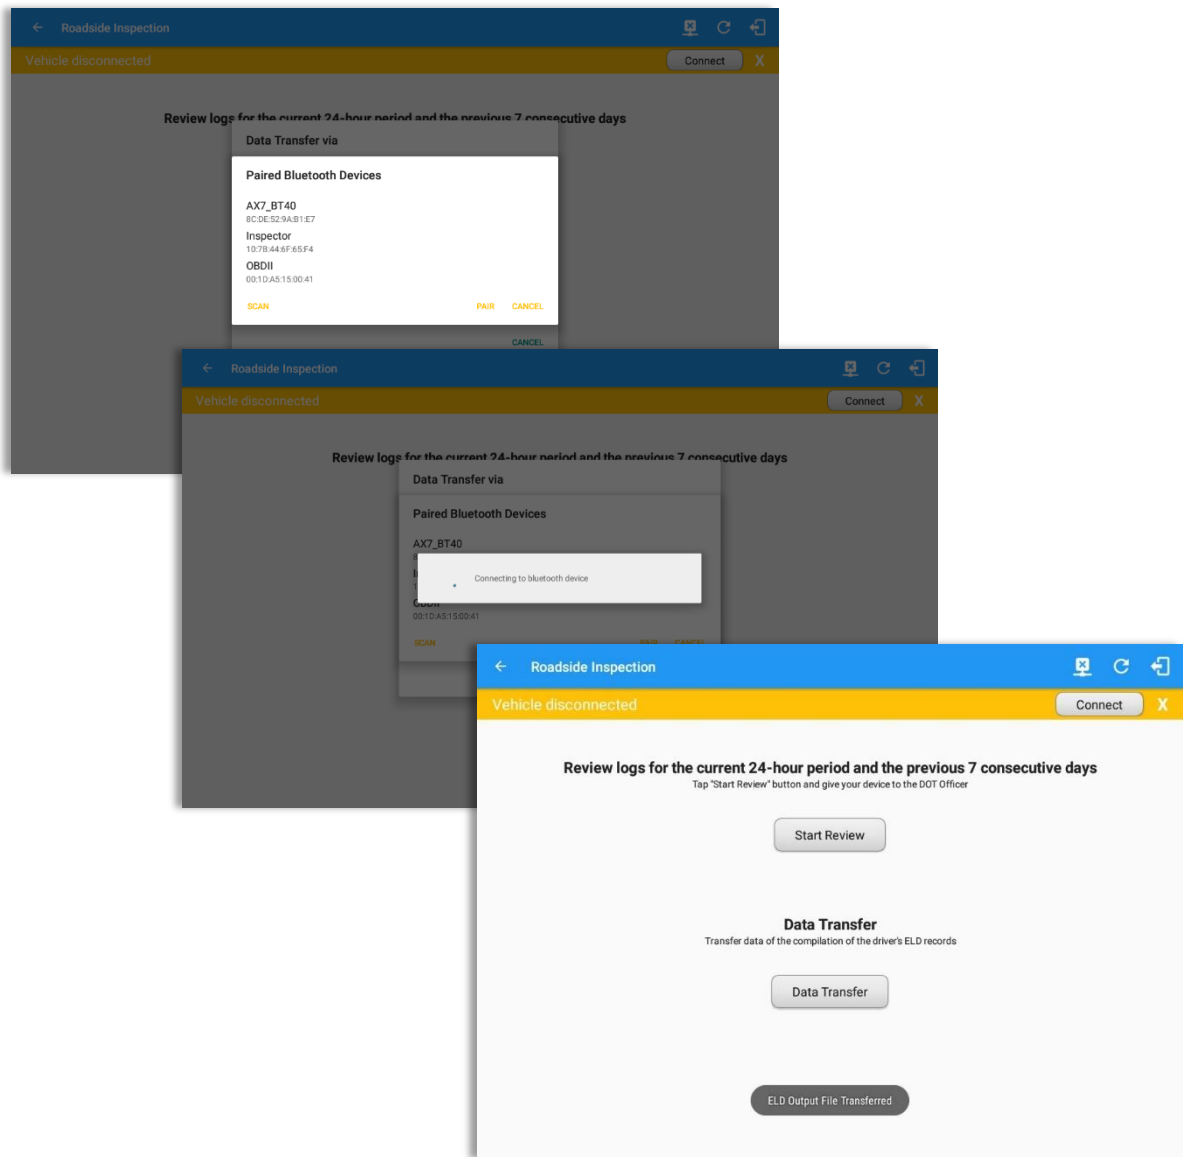 Roadside Inspection
Vehicle disconnected
Connect X
Review logs for the current 24-hour period and the previous 7 consecutive days
Data Transfer via
Paired Bluetooth Devices
AX7_BT40
8C:DE:52:9A:B1:E7
Inspector
10:7B:44:6F:65:F4
OBDII
00:1D:A5:15:00:41
SCAN PAIR CANCEL
CANCEL
Roadside Inspection
Vehicle disconnected
Connect X
Review logs for the current 24-hour period and the previous 7 consecutive days
Data Transfer via
Paired Bluetooth Devices
AX7_BT40
Connecting to bluetooth device
OBDII
00:1D:A5:15:00:41
SCAN PAIR CANCEL
Roadside Inspection
Vehicle disconnected
Connect X
Review logs for the current 24-hour period and the previous 7 consecutive days
Tap "Start Review" button and give your device to the DOT Officer
Start Review
Data Transfer
Transfer data of the compilation of the driver's ELD records
Data Transfer
ELD Output File Transferred